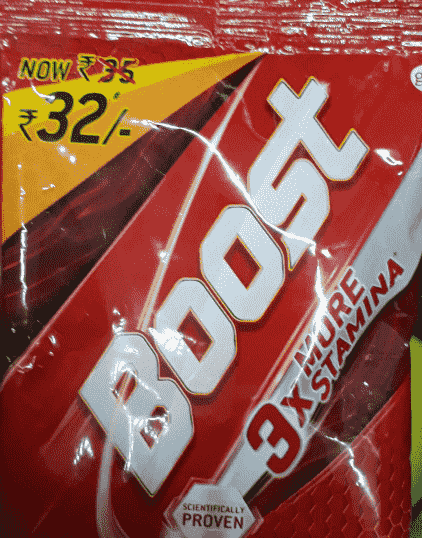 NOW ₹ 35
₹32*/-
Boost
3X MORE
STAMINA*
SCIENTIFICALLY
PROVEN
g